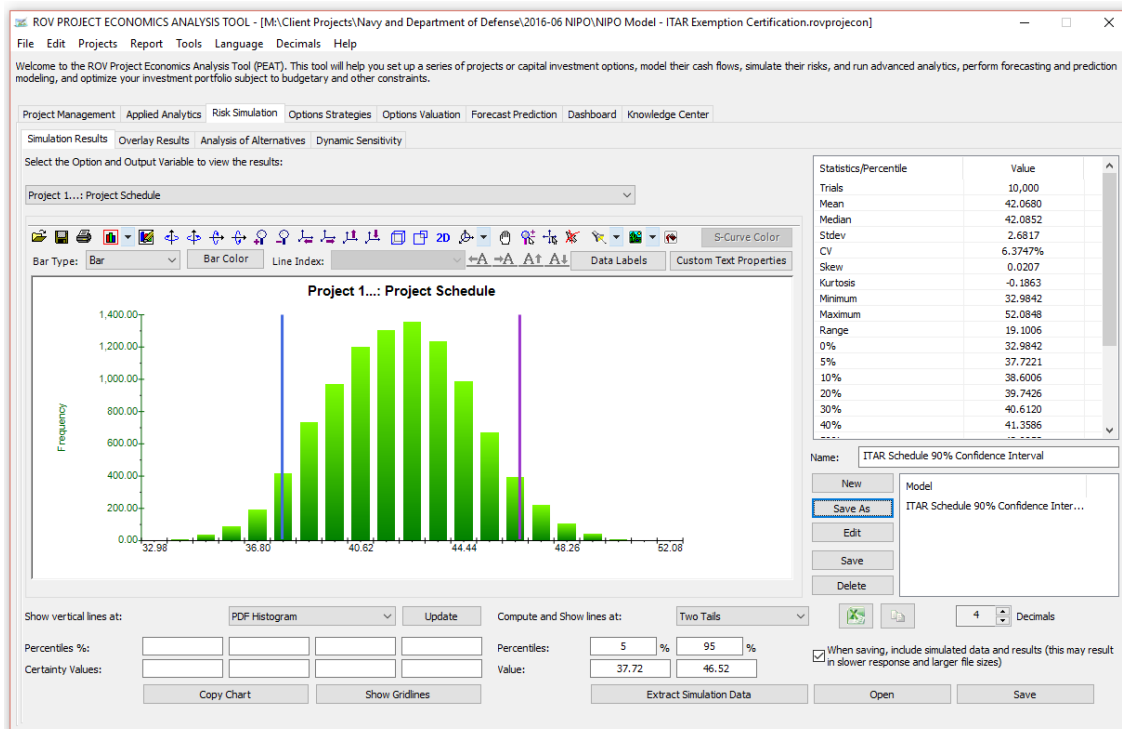 ROV PROJECT ECONOMICS ANALYSIS TOOL - [M:\Client Projects\Navy and Department of Defense\2016-06 NIPO\NIPO Model - ITAR Exemption Certification.rovprojecon]
File Edit Projects Report Tools Language Decimals Help
Welcome to the ROV Project Economics Analysis Tool (PEAT). This tool will help you set up a series of projects or capital investment options, model their cash flows, simulate their risks, and run advanced analytics, perform forecasting and prediction
modeling, and optimize your investment portfolio subject to budgetary and other constraints.
Project Management Applied Analytics Risk Simulation Options Strategies Options Valuation Forecast Prediction Dashboard Knowledge Center
Simulation Results Overlay Results Analysis of Alternatives Dynamic Sensitivity
Select the Option and Output Variable to view the results:
Project 1...: Project Schedule
2D S-Curve Color
Bar Type: Bar Bar Color Line Index: A A A A Data Labels Custom Text Properties
Project 1...: Project Schedule
Frequency
1,400.00
1,200.00
1,000.00
800.00
600.00
400.00
200.00
0.00
32.98 36.80 40.62 44.44 48.26 52.08
Statistics/Percentile Value
Trials 10,000
Mean 42.0680
Median 42.0852
Stdev 2.6817
CV 6.3747%
Skew 0.0207
Kurtosis -0.1863
Minimum 32.9842
Maximum 52.0848
Range 19.1006
0% 32.9842
5% 37.7221
10% 38.6006
20% 39.7426
30% 40.6120
40% 41.3586
Name: ITAR Schedule 90% Confidence Interval
New
Save As
Edit
Save
Delete
Model
ITAR Schedule 90% Confidence Inter...
Show vertical lines at: PDF Histogram Update Compute and Show lines at: Two Tails 4 Decimals
Percentiles %: Percentiles: 5 % 95 %
Certainty Values: Value: 37.72 46.52
When saving, include simulated data and results (this may result
in slower response and larger file sizes)
Copy Chart Show Gridlines Extract Simulation Data Open Save